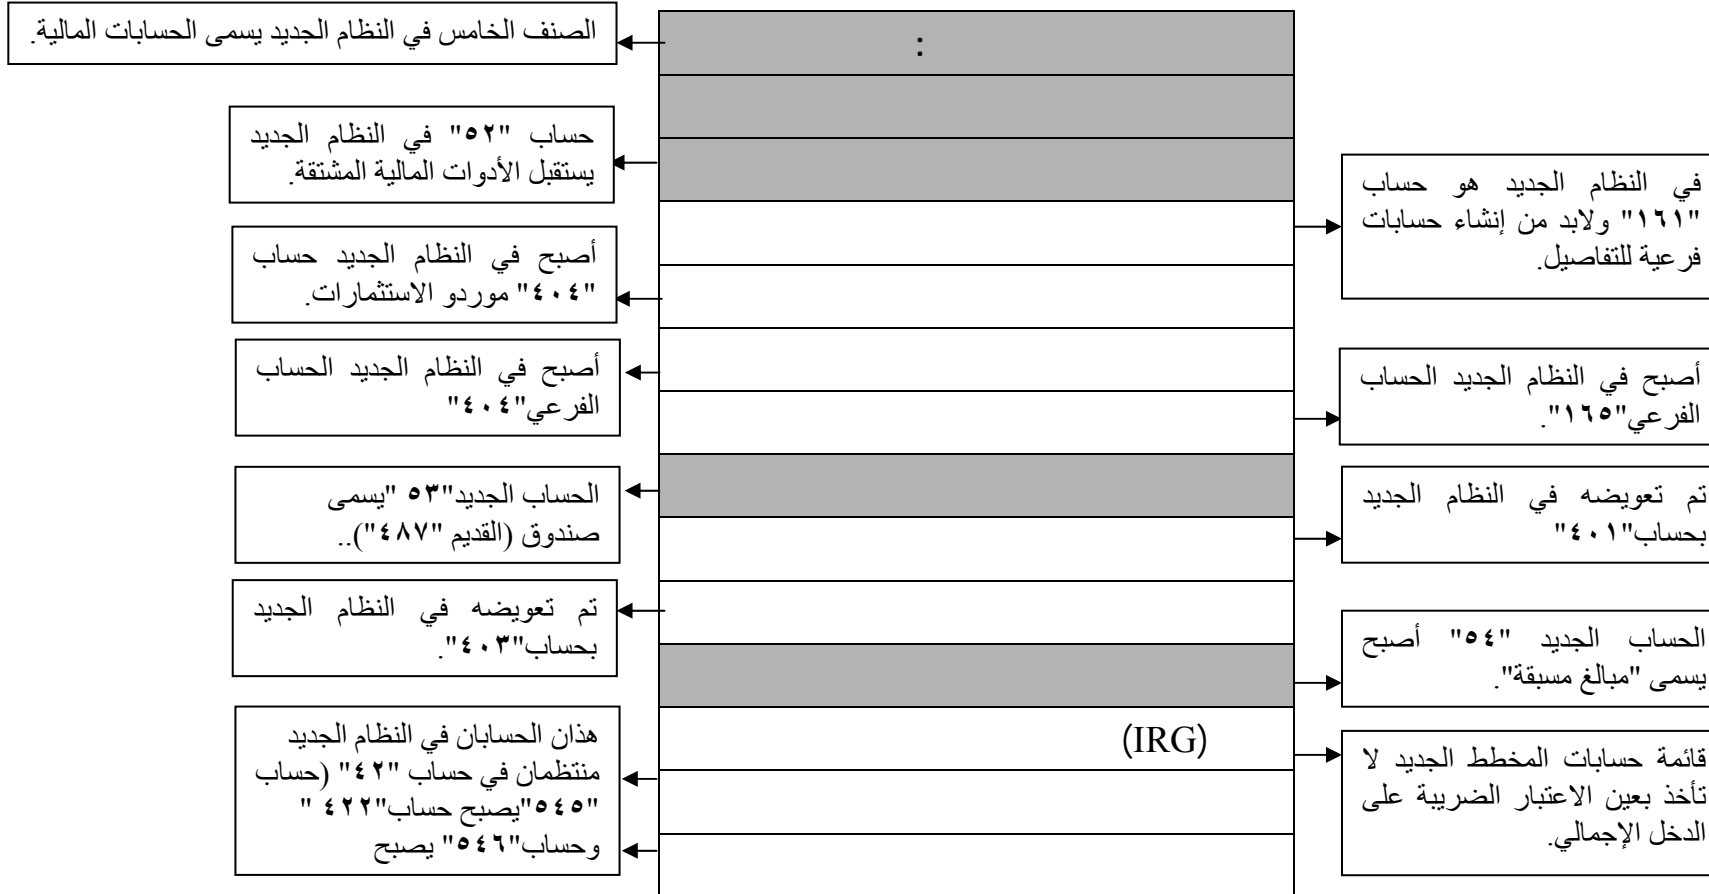 الصنف الخامس في النظام الجديد يسمى الحسابات المالية.
:
حساب "٥٢" في النظام الجديد
يستقبل الأدوات المالية المشتقة.
في النظام الجديد هو حساب
"١٦١" ولابد من إنشاء حسابات
فرعية للتفاصيل.
أصبح في النظام الجديد حساب
"٤٠٤" موردو الاستثمارات.
أصبح في النظام الجديد الحساب
الفرعي"٤٠٤"
أصبح في النظام الجديد الحساب
الفرعي"١٦٥".
الحساب الجديد"٥٣ "يسمى
صندوق (القديم "٤٨٧")..
تم تعويضه في النظام الجديد
بحساب"٤٠١"
تم تعويضه في النظام الجديد
بحساب"٤٠٣".
الحساب الجديد "٥٤" أصبح
يسمى "مبالغ مسبقة".
(IRG)
هذان الحسابان في النظام الجديد
منتظمان في حساب "٤٢" (حساب
"٥٤٥"يصبح حساب"٤٢٢ "
وحساب"٥٤٦" يصبح
قائمة حسابات المخطط الجديد لا
تأخذ بعين الاعتبار الضريبة على
الدخل الإجمالي.